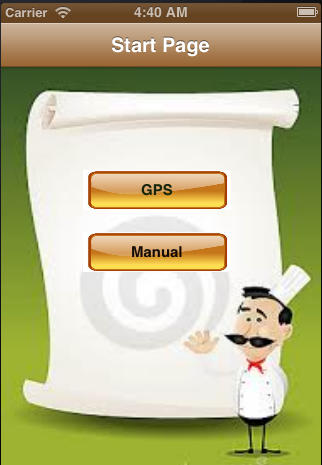 Carrier 4:40 AM
Start Page
GPS
Manual